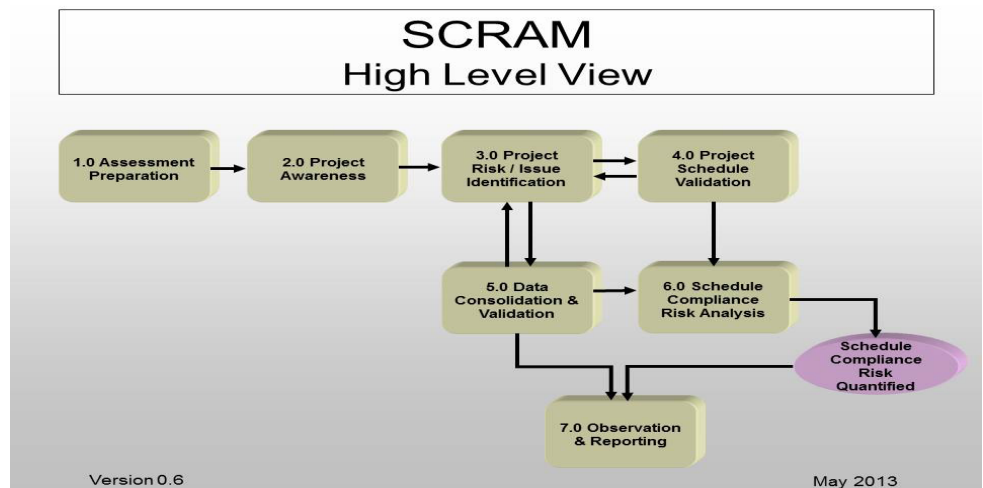 SCRAM
High Level View
1.0 Assessment
Preparation
2.0 Project
Awareness
3.0 Project
Risk / Issue
Identification
4.0 Project
Schedule
Validation
5.0 Data
Consolidation &
Validation
6.0 Schedule
Compliance
Risk Analysis
Schedule
Compliance
Risk
Quantified
7.0 Observation
& Reporting
Version 0.6
May 2013